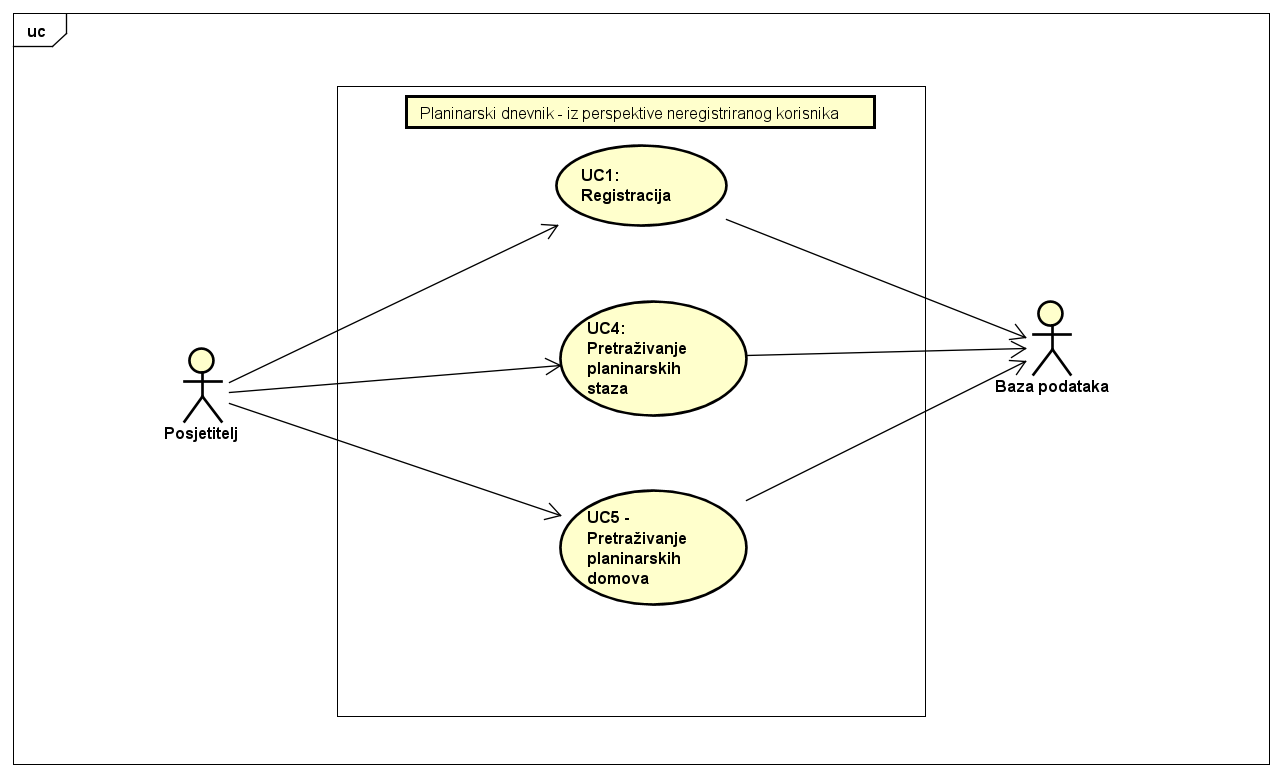 uc
Planinarski dnevnik - iz perspektive neregistriranog korisnika
UC1:
Registracija
UC4:
Pretraživanje
planinarskih
staza
Posjetitelj
Baza podataka
UC5 -
Pretraživanje
planinarskih
domova